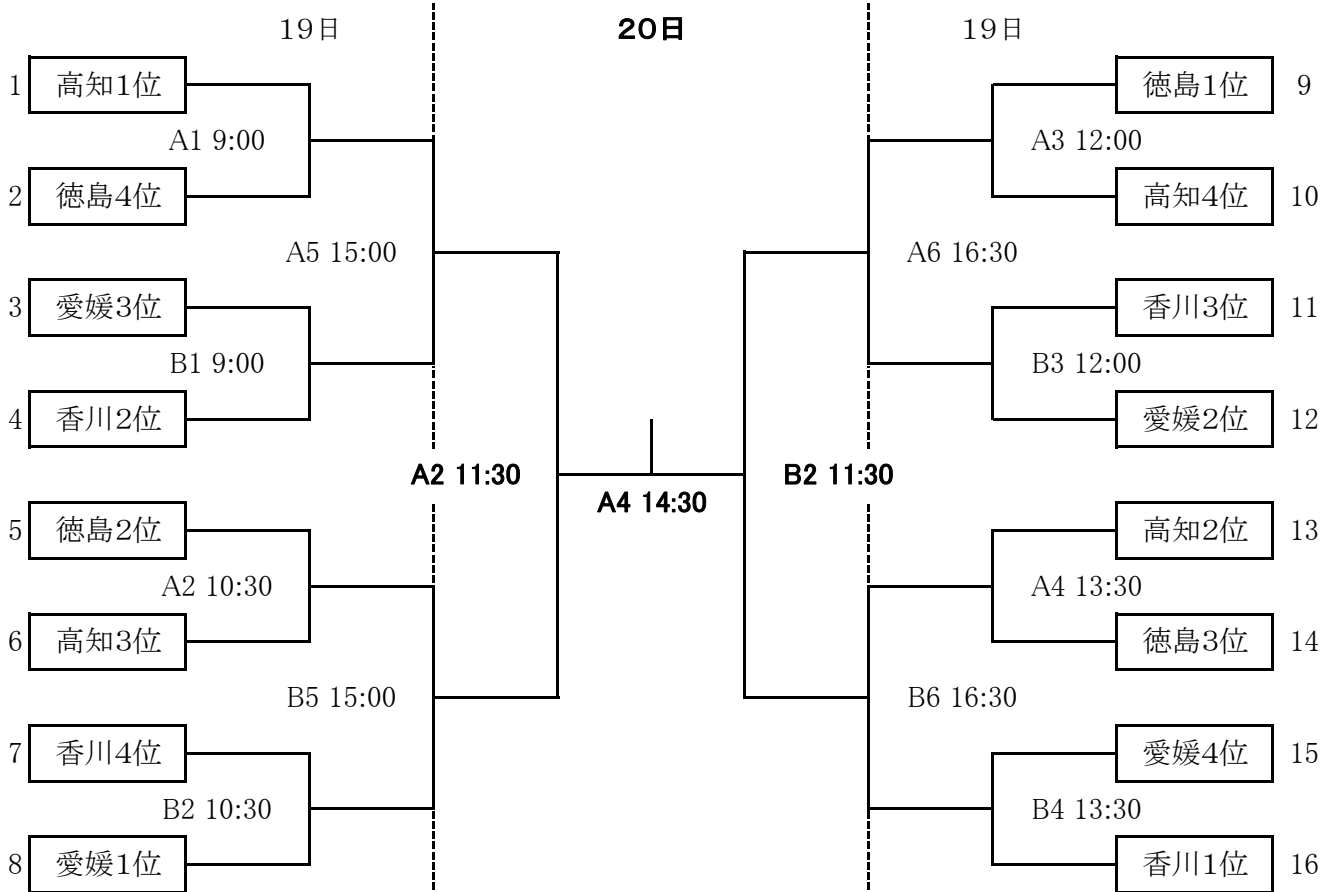 19日 20日 19日
1 高知1位 徳島1位 9
A1 9:00 A3 12:00
2 徳島4位 高知4位 10
A5 15:00 A6 16:30
3 愛媛3位 香川3位 11
B1 9:00 B3 12:00
4 香川2位 愛媛2位 12
A2 11:30 B2 11:30
A4 14:30
5 徳島2位 高知2位 13
A2 10:30 A4 13:30
6 高知3位 徳島3位 14
B5 15:00 B6 16:30
7 香川4位 愛媛4位 15
B2 10:30 B4 13:30
8 愛媛1位 香川1位 16